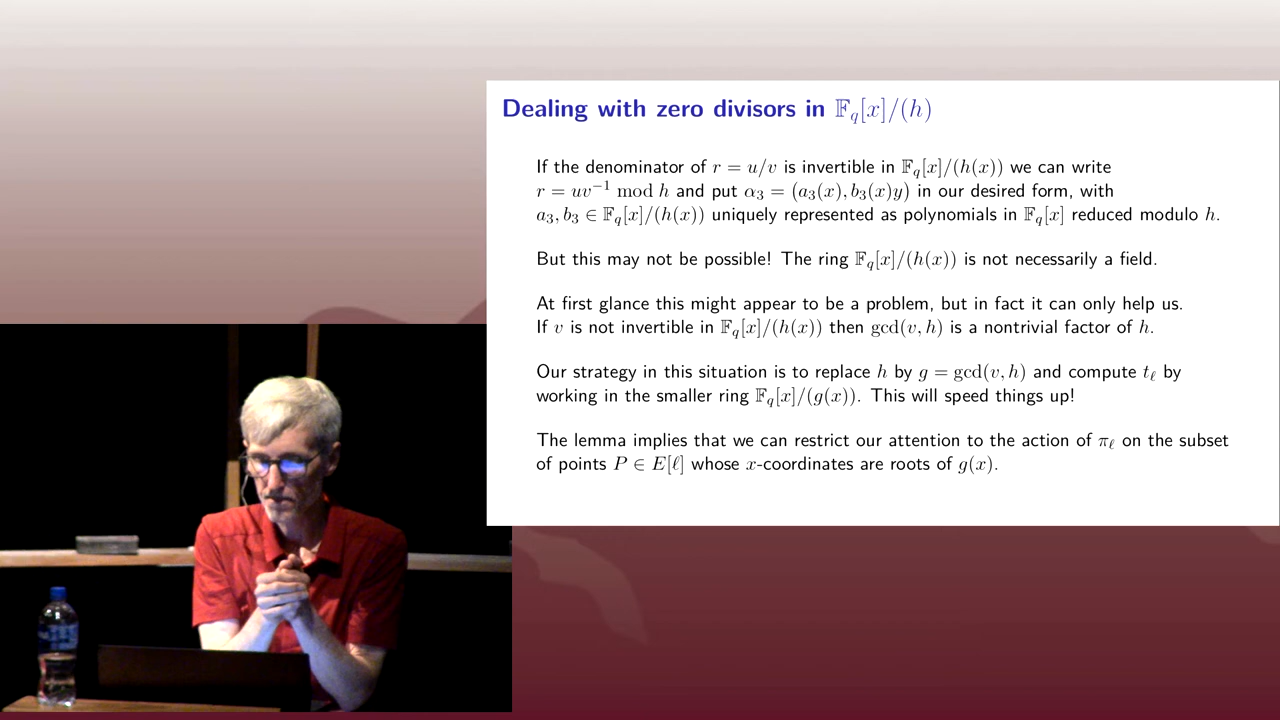 Dealing with zero divisors in 𝔽_q[x]/(h)
If the denominator of r = u/v is invertible in 𝔽_q[x]/(h(x)) we can write
r = uv⁻¹ mod h and put α₃ = (a₃(x), b₃(x)y) in our desired form, with
a₃, b₃ ∈ 𝔽_q[x]/(h(x)) uniquely represented as polynomials in 𝔽_q[x] reduced modulo h.
But this may not be possible! The ring 𝔽_q[x]/(h(x)) is not necessarily a field.
At first glance this might appear to be a problem, but in fact it can only help us.
If v is not invertible in 𝔽_q[x]/(h(x)) then gcd(v, h) is a nontrivial factor of h.
Our strategy in this situation is to replace h by g = gcd(v, h) and compute t_ℓ by
working in the smaller ring 𝔽_q[x]/(g(x)). This will speed things up!
The lemma implies that we can restrict our attention to the action of π_ℓ on the subset
of points P ∈ E[ℓ] whose x-coordinates are roots of g(x).